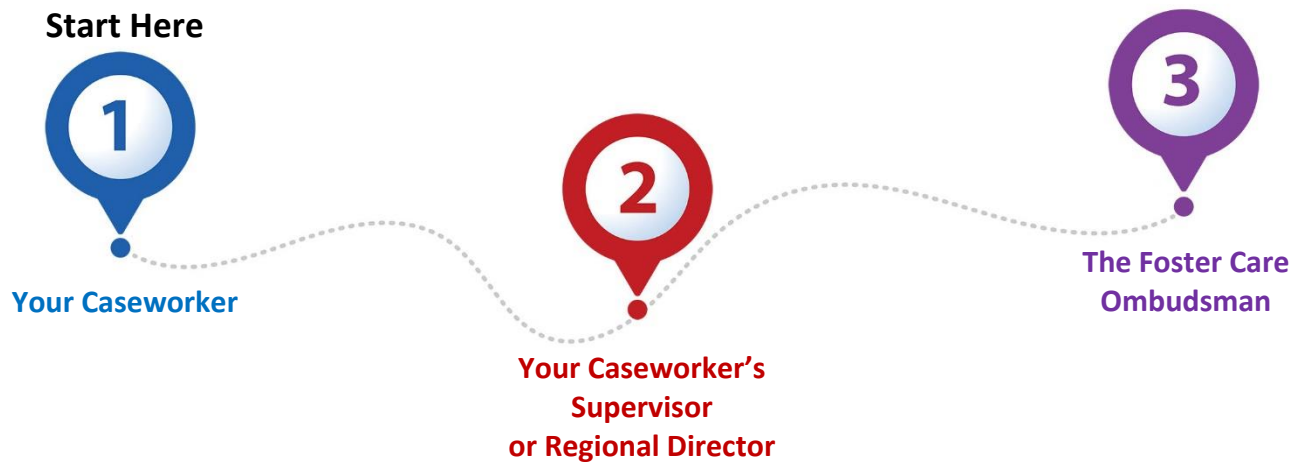 Start Here
1
Your Caseworker
2
Your Caseworker’s
Supervisor
or Regional Director
3
The Foster Care
Ombudsman